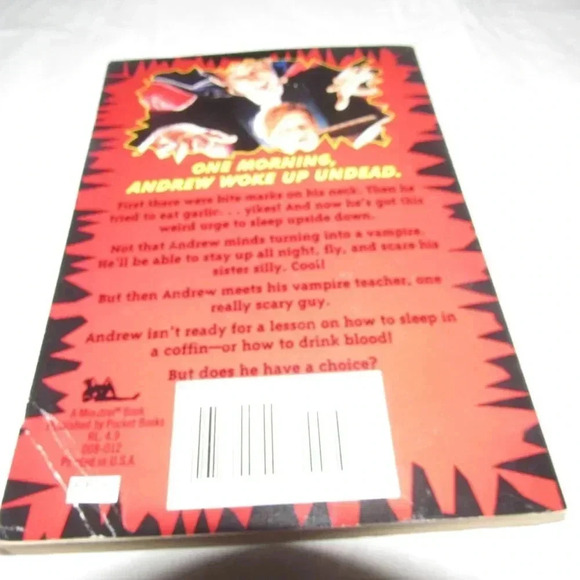 ONE MORNING,
ANDREW WOKE UP UNDEAD.
First there were bite marks on his neck. Then he
tried to eat garlic. . . yikes! And now he's got this
weird urge to sleep upside down.
Not that Andrew minds turning into a vampire.
He'll be able to stay up all night, fly, and scare his
sister silly. Cool!
But then Andrew meets his vampire teacher, one
really scary guy.
Andrew isn't ready for a lesson on how to sleep in
a coffin—or how to drink blood!
But does he have a choice?
A Minstrel® Book
Published by Pocket Books
RL: 4.9
008-012
Printed in U.S.A.